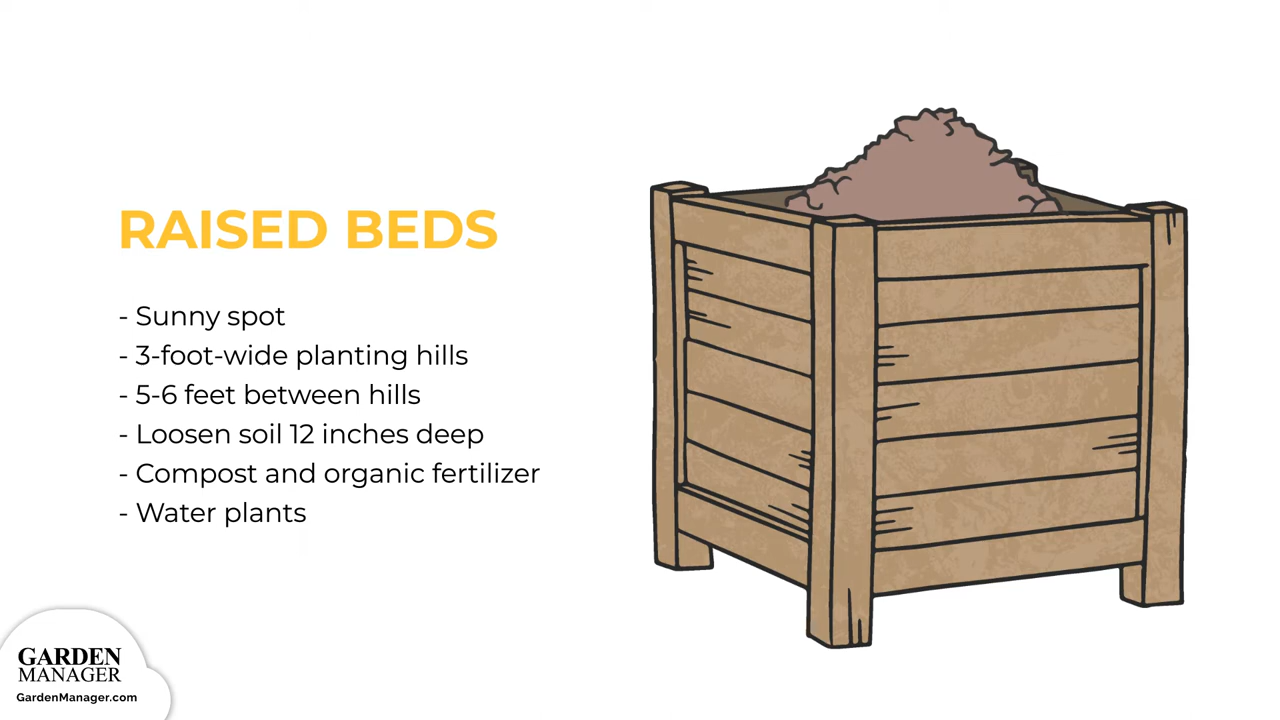 RAISED BEDS
- Sunny spot
- 3-foot-wide planting hills
- 5-6 feet between hills
- Loosen soil 12 inches deep
- Compost and organic fertilizer
- Water plants
GARDEN
MANAGER
GardenManager.com